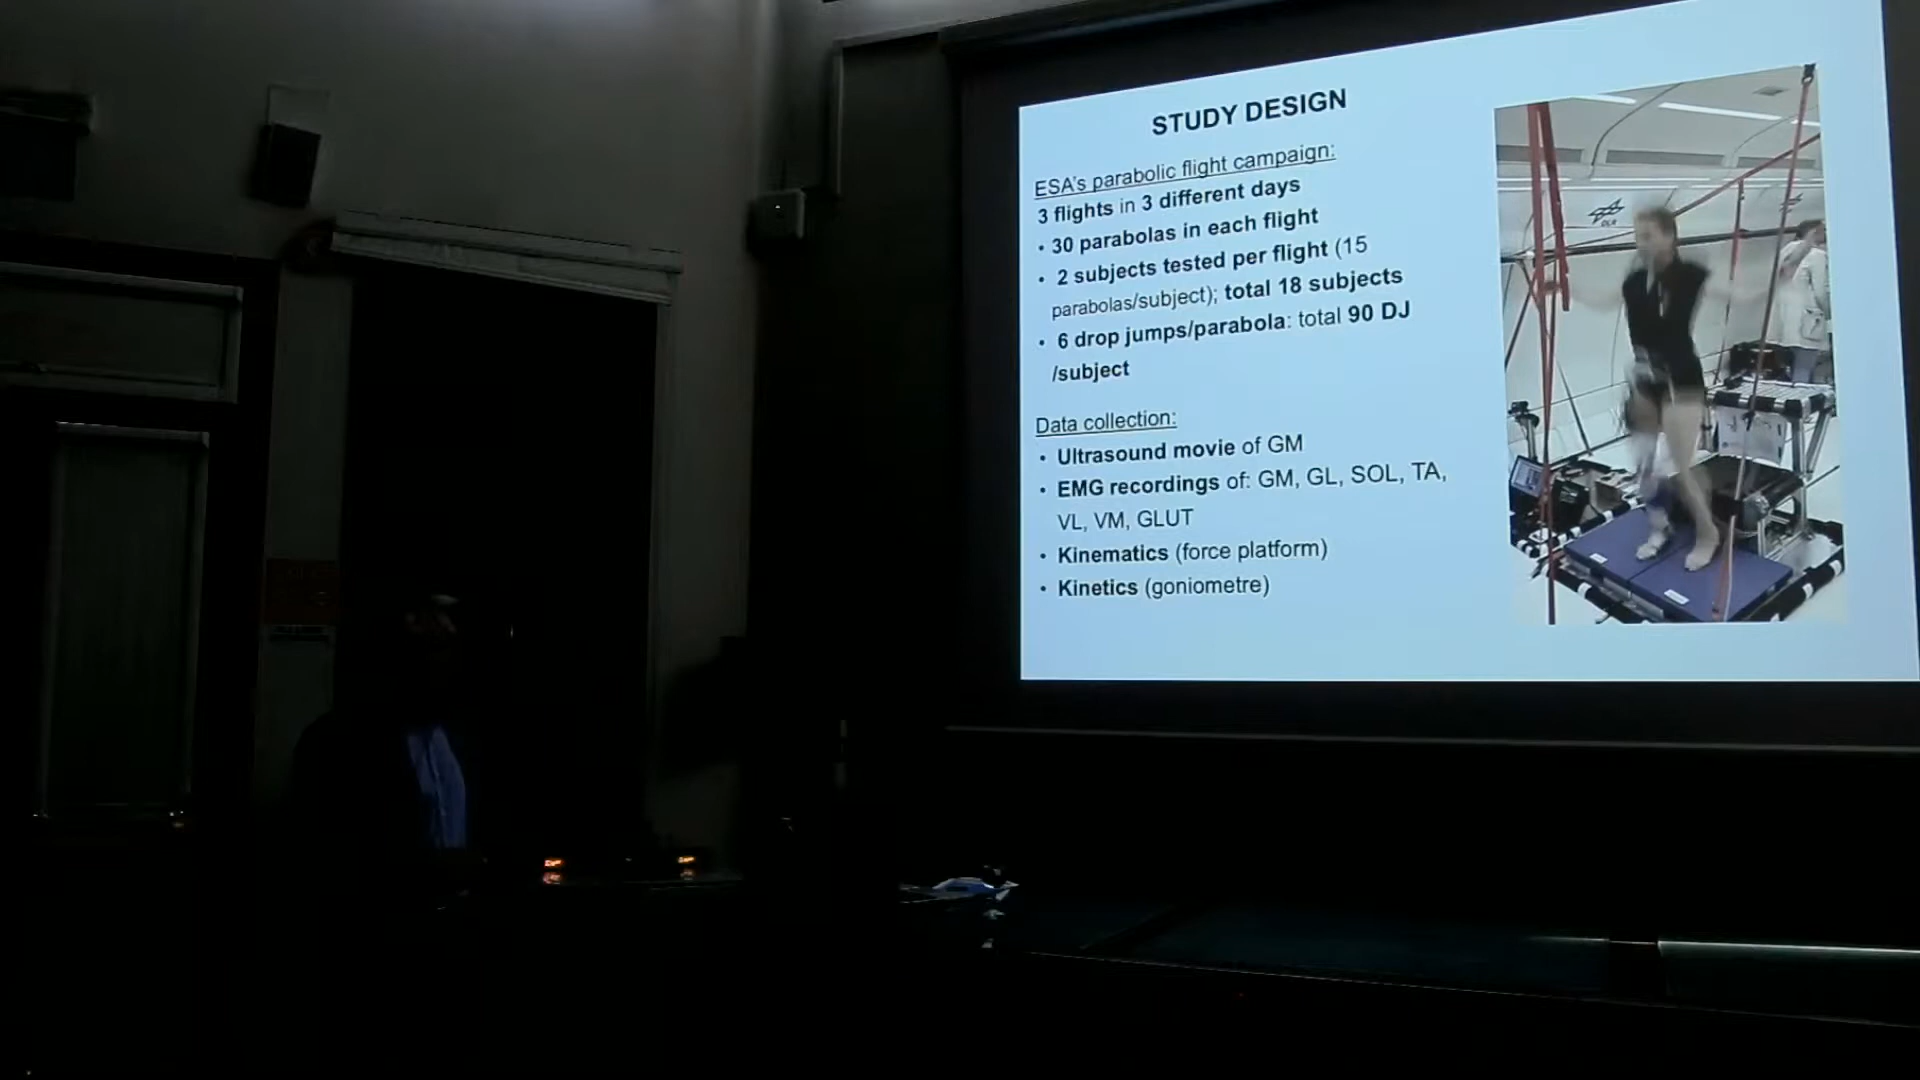 STUDY DESIGN
ESA's parabolic flight campaign:
3 flights in 3 different days
• 30 parabolas in each flight
• 2 subjects tested per flight (15
parabolas/subject); total 18 subjects
• 6 drop jumps/parabola: total 90 DJ
/subject
Data collection:
• Ultrasound movie of GM
• EMG recordings of: GM, GL, SOL, TA,
VL, VM, GLUT
• Kinematics (force platform)
• Kinetics (goniometre)
DLR